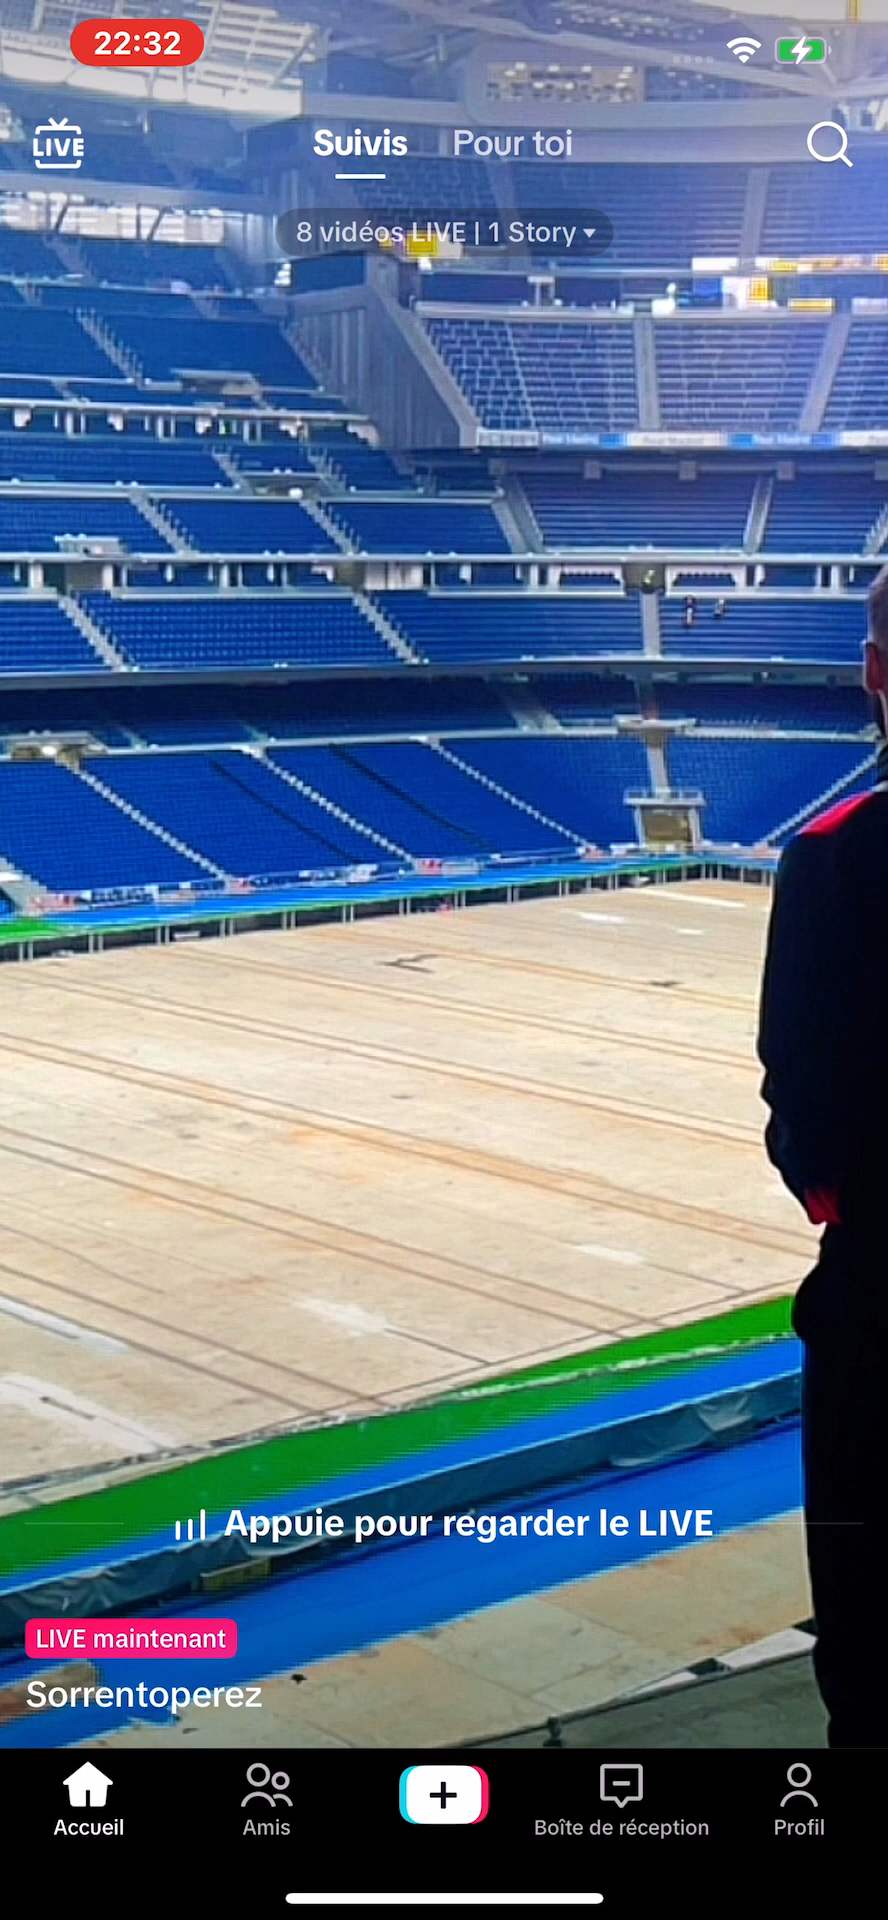 22:32
LIVE
Suivis Pour toi
8 vidéos LIVE | 1 Story
Appuie pour regarder le LIVE
LIVE maintenant
Sorrentoperez
Accueil Amis Boîte de réception Profil